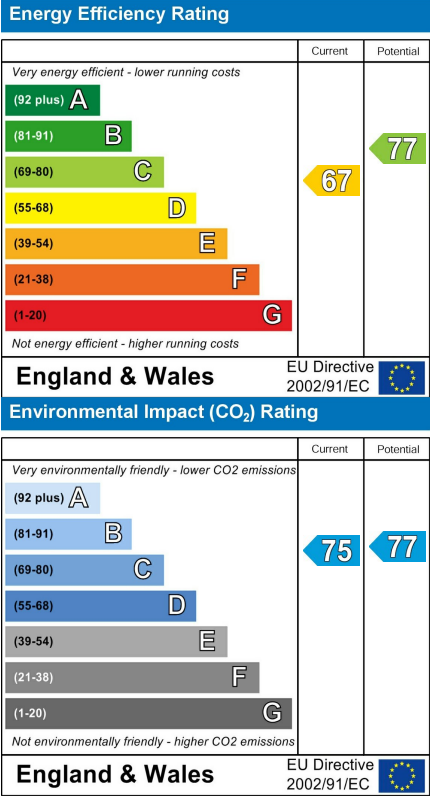 Energy Efficiency Rating
Current Potential
Very energy efficient - lower running costs
(92 plus) A
(81-91) B
77
(69-80) C
67
(55-68) D
(39-54) E
(21-38) F
(1-20) G
Not energy efficient - higher running costs
England & Wales
EU Directive
2002/91/EC
Environmental Impact (CO₂) Rating
Current Potential
Very environmentally friendly - lower CO2 emissions
(92 plus) A
(81-91) B
75 77
(69-80) C
(55-68) D
(39-54) E
(21-38) F
(1-20) G
Not environmentally friendly - higher CO2 emissions
England & Wales
EU Directive
2002/91/EC